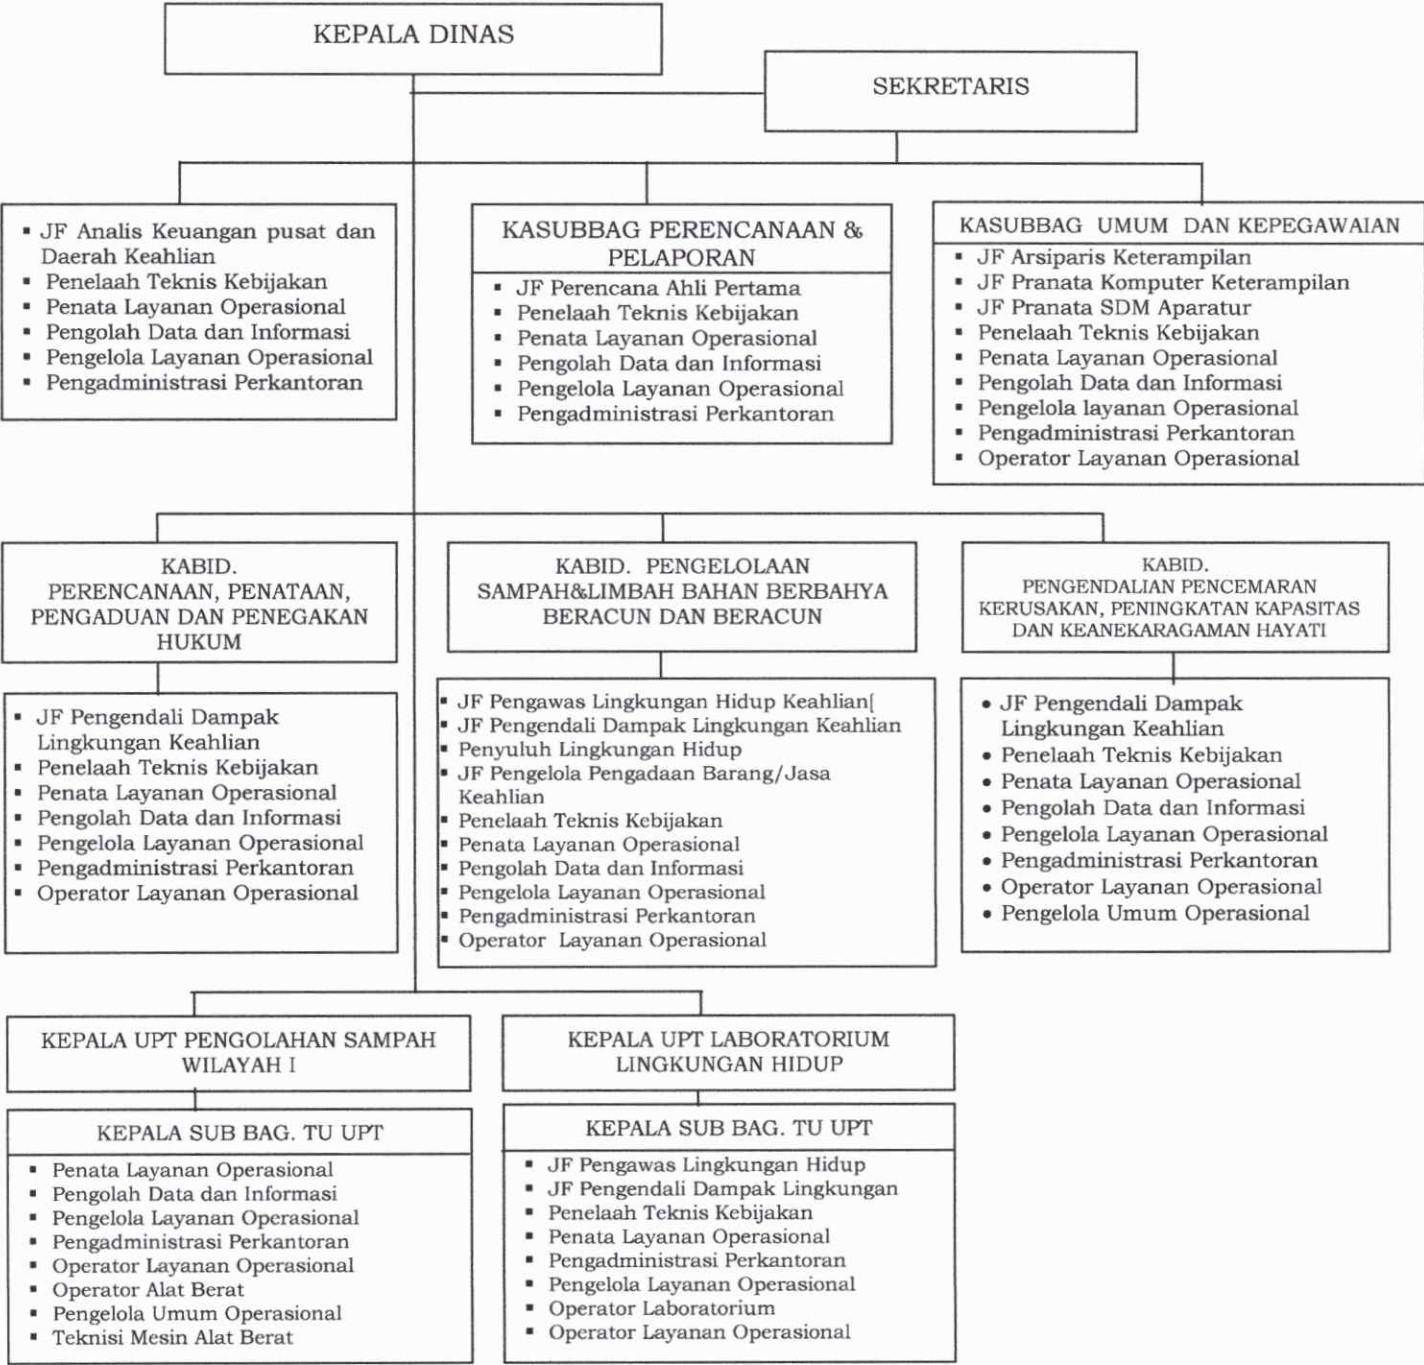 KEPALA DINAS
SEKRETARIS
▪ JF Analis Keuangan pusat dan
Daerah Keahlian
▪ Penelaah Teknis Kebijakan
▪ Penata Layanan Operasional
▪ Pengolah Data dan Informasi
▪ Pengelola Layanan Operasional
▪ Pengadministrasi Perkantoran
KASUBBAG PERENCANAAN &
PELAPORAN
▪ JF Perencana Ahli Pertama
▪ Penelaah Teknis Kebijakan
▪ Penata Layanan Operasional
▪ Pengolah Data dan Informasi
▪ Pengelola Layanan Operasional
▪ Pengadministrasi Perkantoran
KASUBBAG UMUM DAN KEPEGAWAIAN
▪ JF Arsiparis Keterampilan
▪ JF Pranata Komputer Keterampilan
▪ JF Pranata SDM Aparatur
▪ Penelaah Teknis Kebijakan
▪ Penata Layanan Operasional
▪ Pengolah Data dan Informasi
▪ Pengelola layanan Operasional
▪ Pengadministrasi Perkantoran
▪ Operator Layanan Operasional
KABID.
PERENCANAAN, PENATAAN,
PENGADUAN DAN PENEGAKAN
HUKUM
▪ JF Pengendali Dampak
Lingkungan Keahlian
▪ Penelaah Teknis Kebijakan
▪ Penata Layanan Operasional
▪ Pengolah Data dan Informasi
▪ Pengelola Layanan Operasional
▪ Pengadministrasi Perkantoran
▪ Operator Layanan Operasional
KABID. PENGELOLAAN
SAMPAH&LIMBAH BAHAN BERBAHYA
BERACUN DAN BERACUN
▪ JF Pengawas Lingkungan Hidup Keahlian[
▪ JF Pengendali Dampak Lingkungan Keahlian
▪ Penyuluh Lingkungan Hidup
▪ JF Pengelola Pengadaan Barang/Jasa
Keahlian
▪ Penelaah Teknis Kebijakan
▪ Penata Layanan Operasional
▪ Pengolah Data dan Informasi
▪ Pengelola Layanan Operasional
▪ Pengadministrasi Perkantoran
▪ Operator Layanan Operasional
KABID.
PENGENDALIAN PENCEMARAN
KERUSAKAN, PENINGKATAN KAPASITAS
DAN KEANEKARAGAMAN HAYATI
• JF Pengendali Dampak
Lingkungan Keahlian
• Penelaah Teknis Kebijakan
• Penata Layanan Operasional
• Pengolah Data dan Informasi
• Pengelola Layanan Operasional
• Pengadministrasi Perkantoran
• Operator Layanan Operasional
• Pengelola Umum Operasional
KEPALA UPT PENGOLAHAN SAMPAH
WILAYAH I
KEPALA SUB BAG. TU UPT
▪ Penata Layanan Operasional
▪ Pengolah Data dan Informasi
▪ Pengelola Layanan Operasional
▪ Pengadministrasi Perkantoran
▪ Operator Layanan Operasional
▪ Operator Alat Berat
▪ Pengelola Umum Operasional
▪ Teknisi Mesin Alat Berat
KEPALA UPT LABORATORIUM
LINGKUNGAN HIDUP
KEPALA SUB BAG. TU UPT
▪ JF Pengawas Lingkungan Hidup
▪ JF Pengendali Dampak Lingkungan
▪ Penelaah Teknis Kebijakan
▪ Penata Layanan Operasional
▪ Pengadministrasi Perkantoran
▪ Pengelola Layanan Operasional
▪ Operator Laboratorium
▪ Operator Layanan Operasional